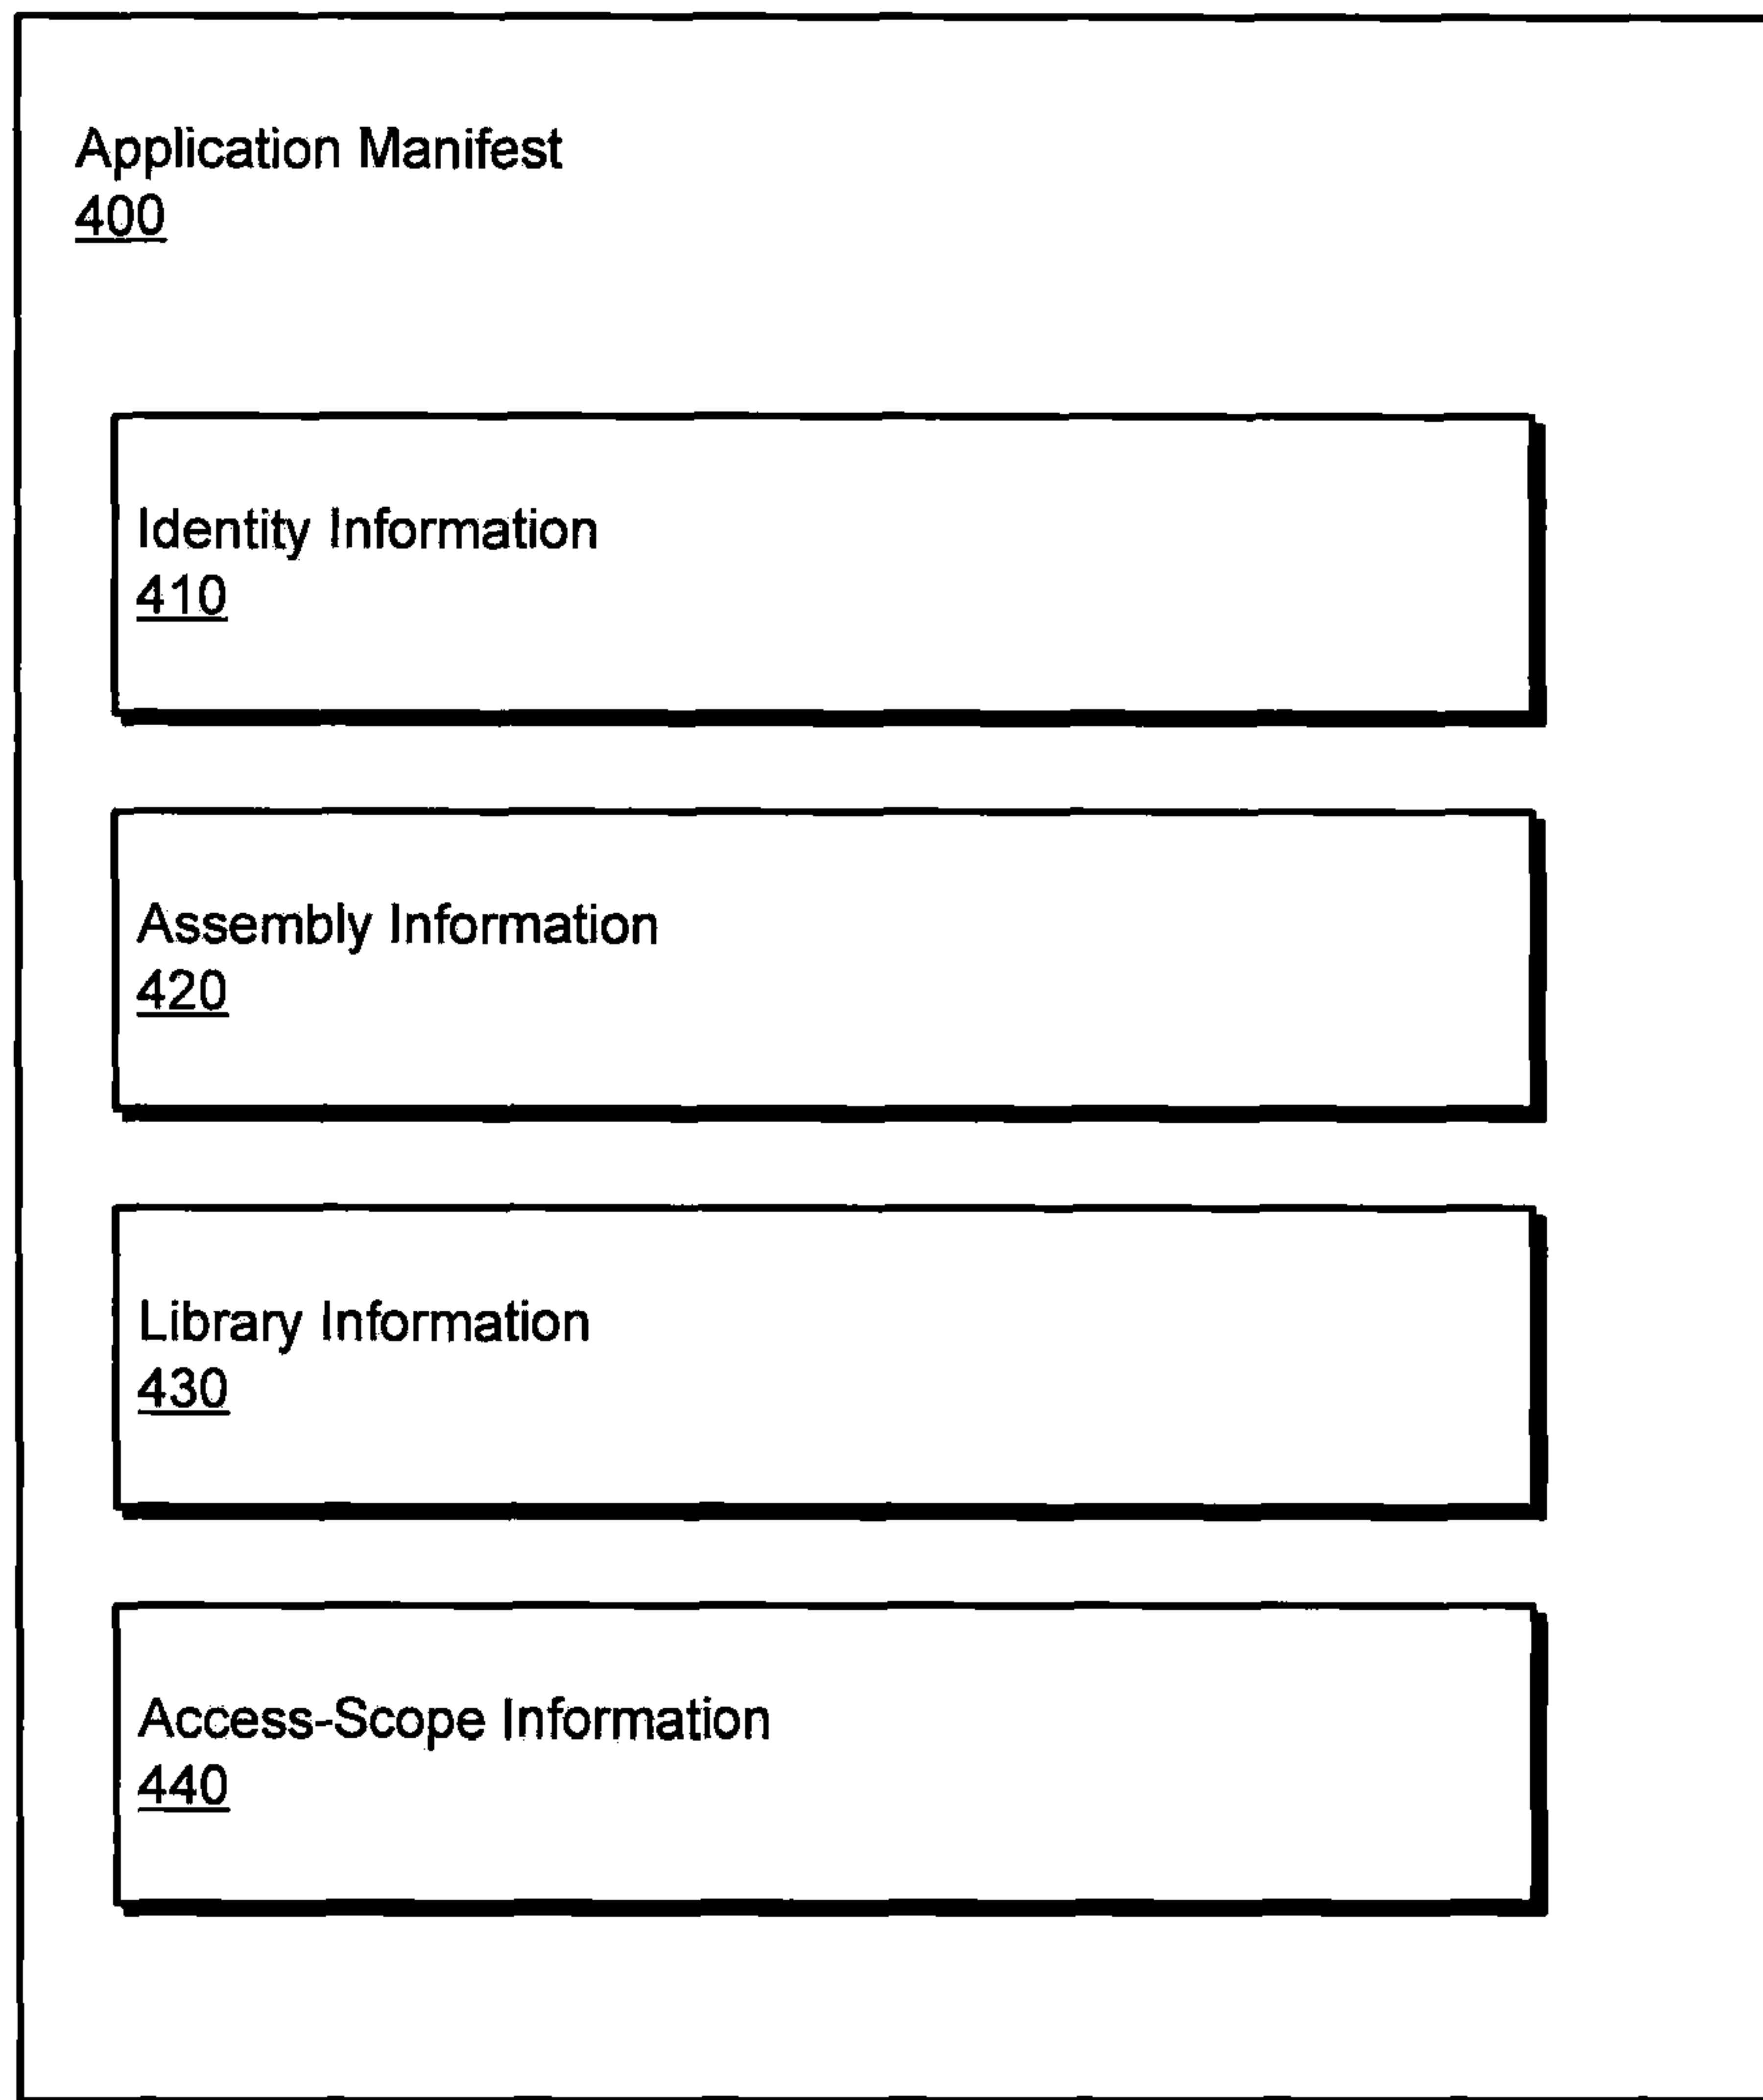 Application Manifest
400
Identity Information
410
Assembly Information
420
Library Information
430
Access-Scope Information
440